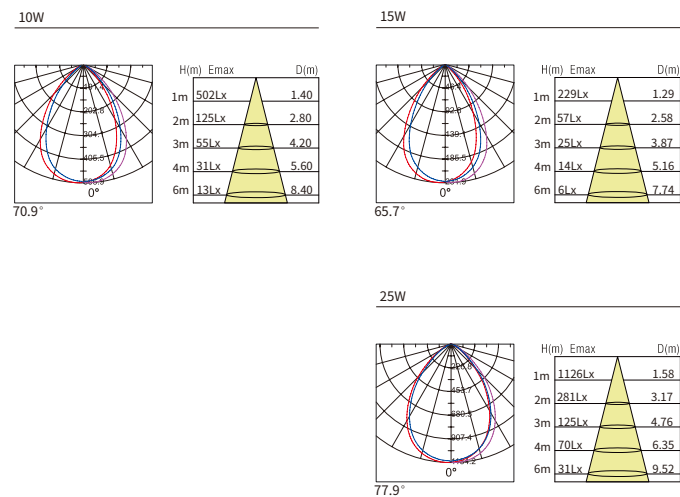 10W
H(m) Emax D(m)
1m 502Lx 1.40
2m 125Lx 2.80
3m 55Lx 4.20
4m 31Lx 5.60
6m 13Lx 8.40
0°
70.9°
15W
H(m) Emax D(m)
1m 229Lx 1.29
2m 57Lx 2.58
3m 25Lx 3.87
4m 14Lx 5.16
6m 6Lx 7.74
0°
65.7°
25W
H(m) Emax D(m)
1m 1126Lx 1.58
2m 281Lx 3.17
3m 125Lx 4.76
4m 70Lx 6.35
6m 31Lx 9.52
0°
77.9°